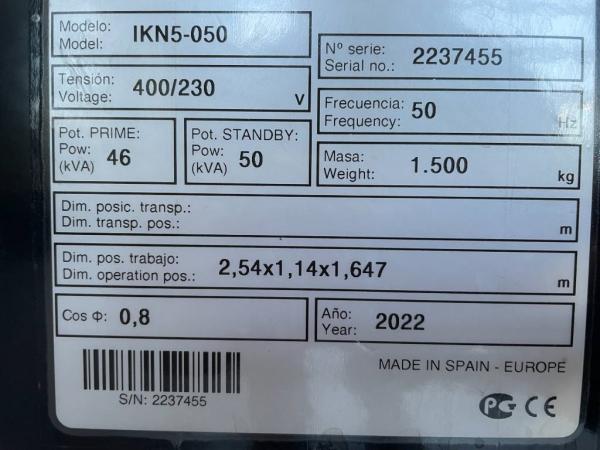 Modelo:
Model: IKN5-050
Nº serie:
Serial no.: 2237455
Tensión:
Voltage: 400/230 V
Frecuencia:
Frequency: 50 Hz
Pot. PRIME:
Pow:
(kVA) 46
Pot. STANDBY:
Pow:
(kVA) 50
Masa:
Weight: 1.500 kg
Dim. posic. transp.:
Dim. transp. pos.: m
Dim. pos. trabajo:
Dim. operation pos.: 2,54x1,14x1,647 m
Cos Φ: 0,8
Año:
Year: 2022
S/N: 2237455
MADE IN SPAIN - EUROPE
PG CE